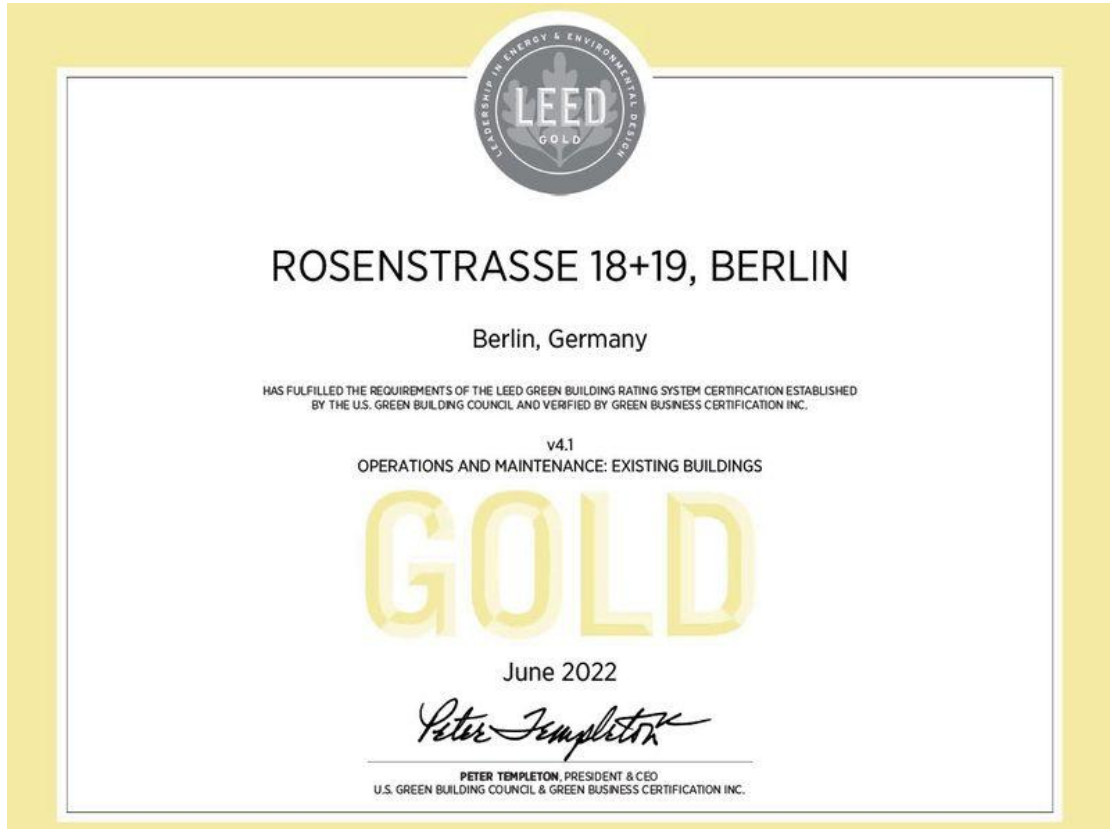 LEADERSHIP IN ENERGY & ENVIRONMENTAL DESIGN
LEED
GOLD
ROSENSTRASSE 18+19, BERLIN
Berlin, Germany
HAS FULFILLED THE REQUIREMENTS OF THE LEED GREEN BUILDING RATING SYSTEM CERTIFICATION ESTABLISHED
BY THE U.S. GREEN BUILDING COUNCIL AND VERIFIED BY GREEN BUSINESS CERTIFICATION INC.
v4.1
OPERATIONS AND MAINTENANCE: EXISTING BUILDINGS
GOLD
June 2022
Peter Templeton
PETER TEMPLETON, PRESIDENT & CEO
U.S. GREEN BUILDING COUNCIL & GREEN BUSINESS CERTIFICATION INC.